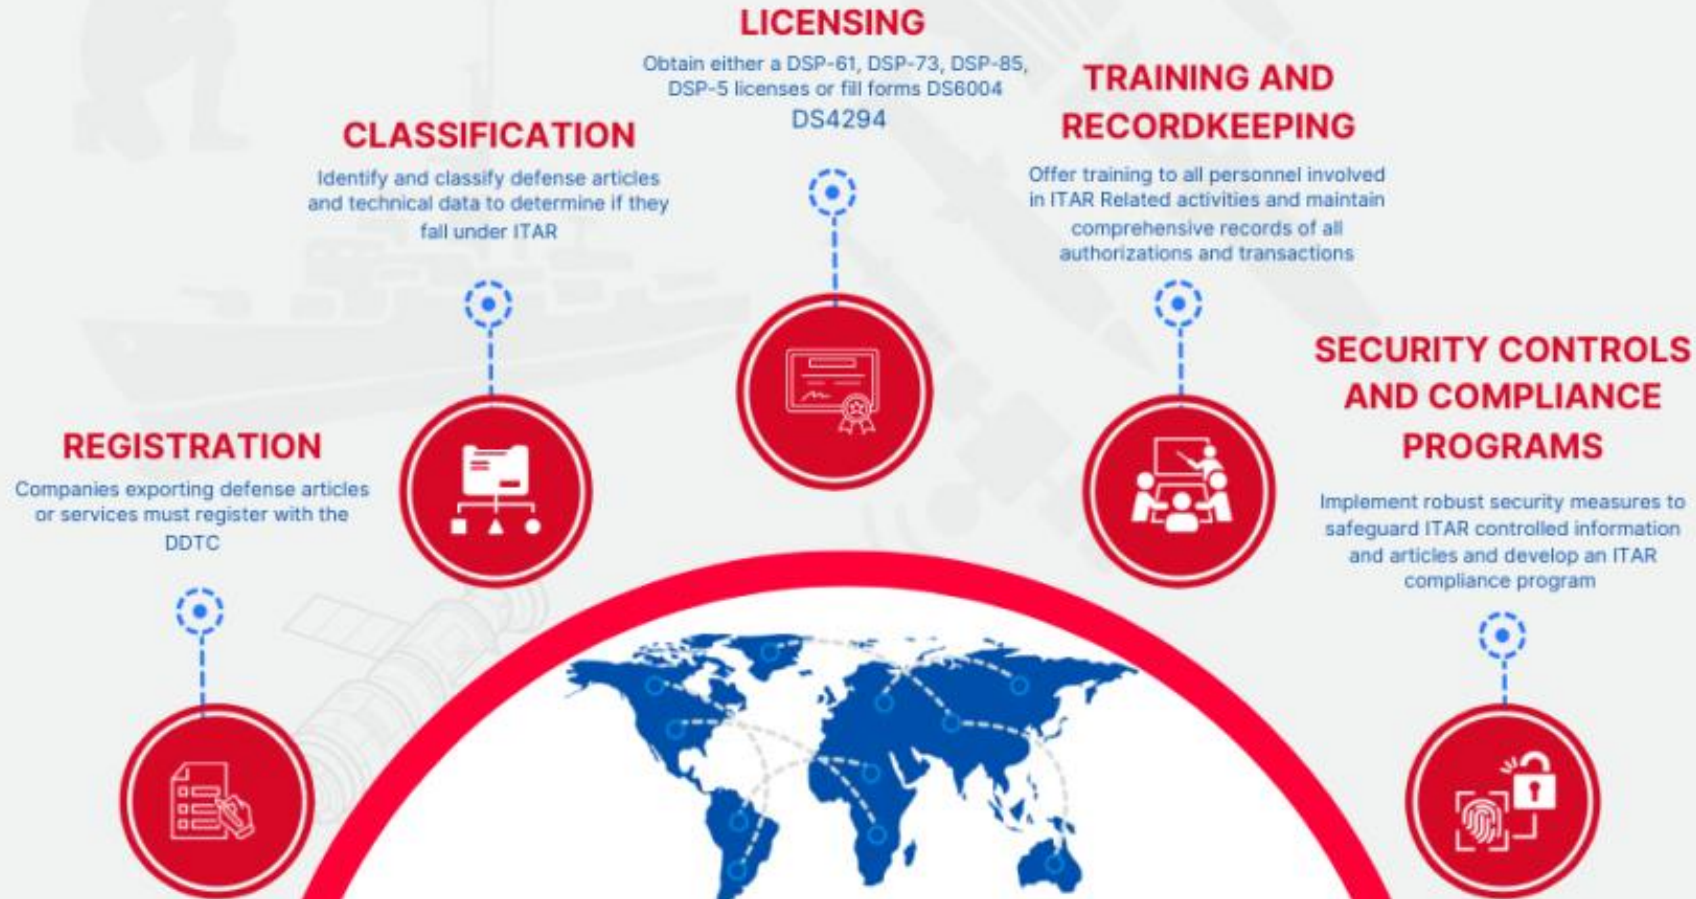 REGISTRATION
Companies exporting defense articles
or services must register with the
DDTC
CLASSIFICATION
Identify and classify defense articles
and technical data to determine if they
fall under ITAR
LICENSING
Obtain either a DSP-61, DSP-73, DSP-85,
DSP-5 licenses or fill forms DS6004
DS4294
TRAINING AND
RECORDKEEPING
Offer training to all personnel involved
in ITAR Related activities and maintain
comprehensive records of all
authorizations and transactions
SECURITY CONTROLS
AND COMPLIANCE
PROGRAMS
Implement robust security measures to
safeguard ITAR controlled information
and articles and develop an ITAR
compliance program